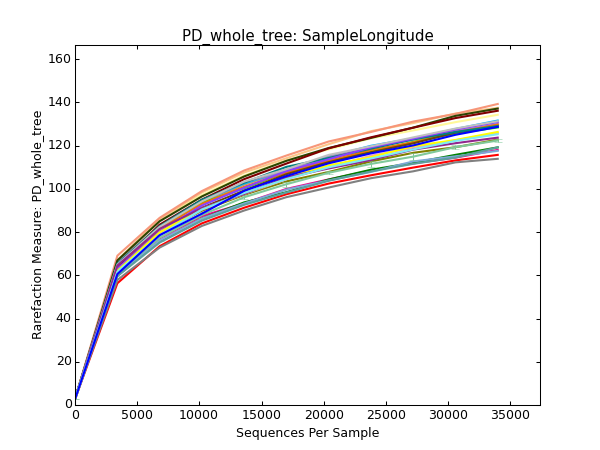 PD_whole_tree: SampleLongitude
160
140
120
100
80
60
40
20
0
Rarefaction Measure: PD_whole_tree
0 5000 10000 15000 20000 25000 30000 35000
Sequences Per Sample